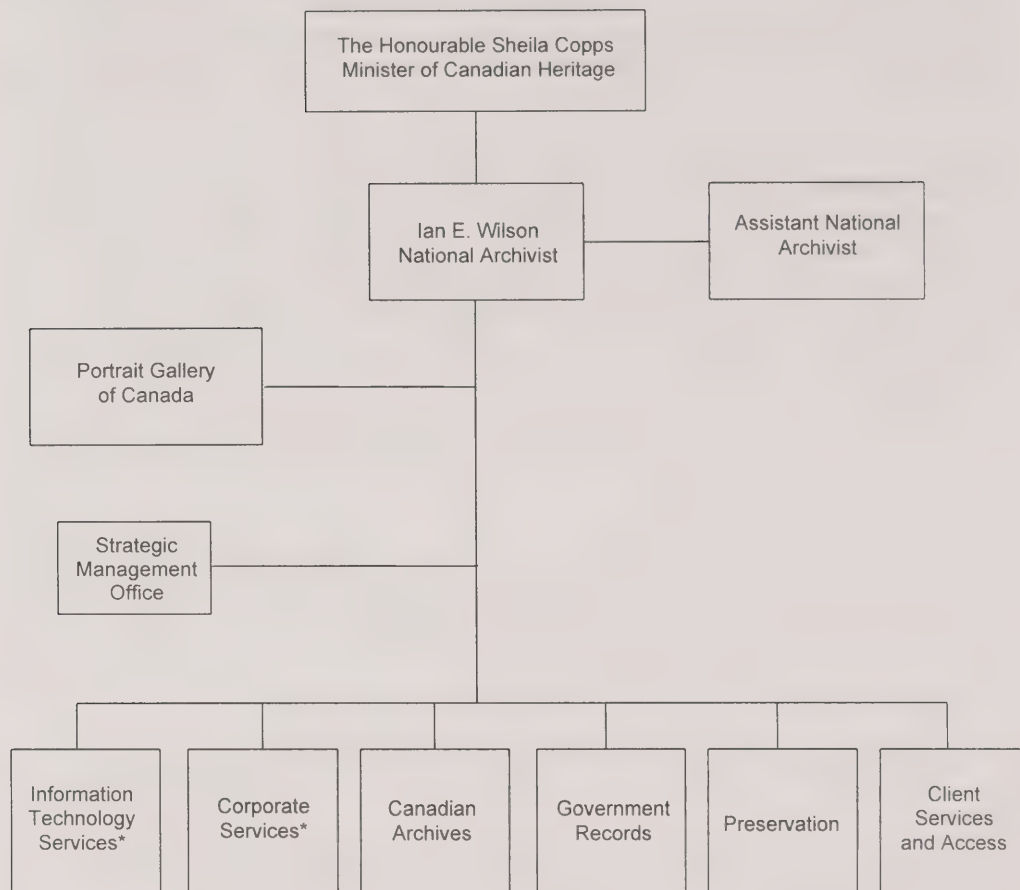 The Honourable Sheila Copps
Minister of Canadian Heritage
Ian E. Wilson
National Archivist
Assistant National
Archivist
Portrait Gallery
of Canada
Strategic
Management
Office
Information
Technology
Services*
Corporate
Services*
Canadian
Archives
Government
Records
Preservation
Client
Services
and Access